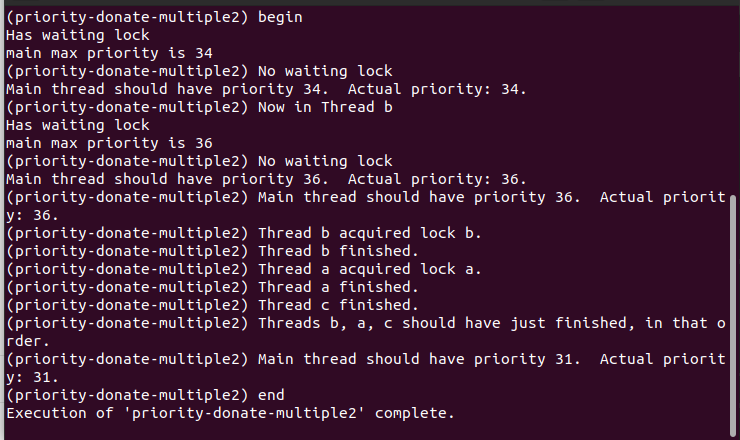 (priority-donate-multiple2) begin
Has waiting lock
main max priority is 34
(priority-donate-multiple2) No waiting lock
Main thread should have priority 34.  Actual priority: 34.
(priority-donate-multiple2) Now in Thread b
Has waiting lock
main max priority is 36
(priority-donate-multiple2) No waiting lock
Main thread should have priority 36.  Actual priority: 36.
(priority-donate-multiple2) Main thread should have priority 36.  Actual priorit
y: 36.
(priority-donate-multiple2) Thread b acquired lock b.
(priority-donate-multiple2) Thread b finished.
(priority-donate-multiple2) Thread a acquired lock a.
(priority-donate-multiple2) Thread a finished.
(priority-donate-multiple2) Thread c finished.
(priority-donate-multiple2) Threads b, a, c should have just finished, in that o
rder.
(priority-donate-multiple2) Main thread should have priority 31.  Actual priorit
y: 31.
(priority-donate-multiple2) end
Execution of 'priority-donate-multiple2' complete.